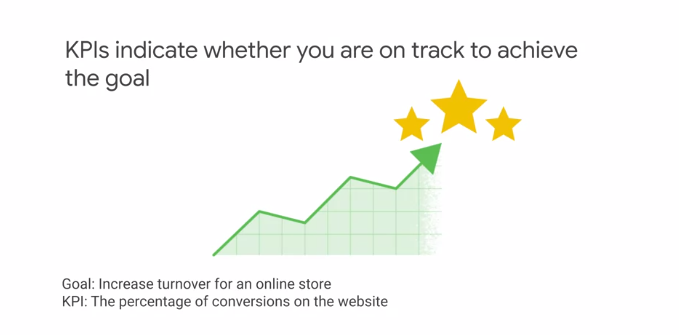 KPIs indicate whether you are on track to achieve
the goal
Goal: Increase turnover for an online store
KPI: The percentage of conversions on the website